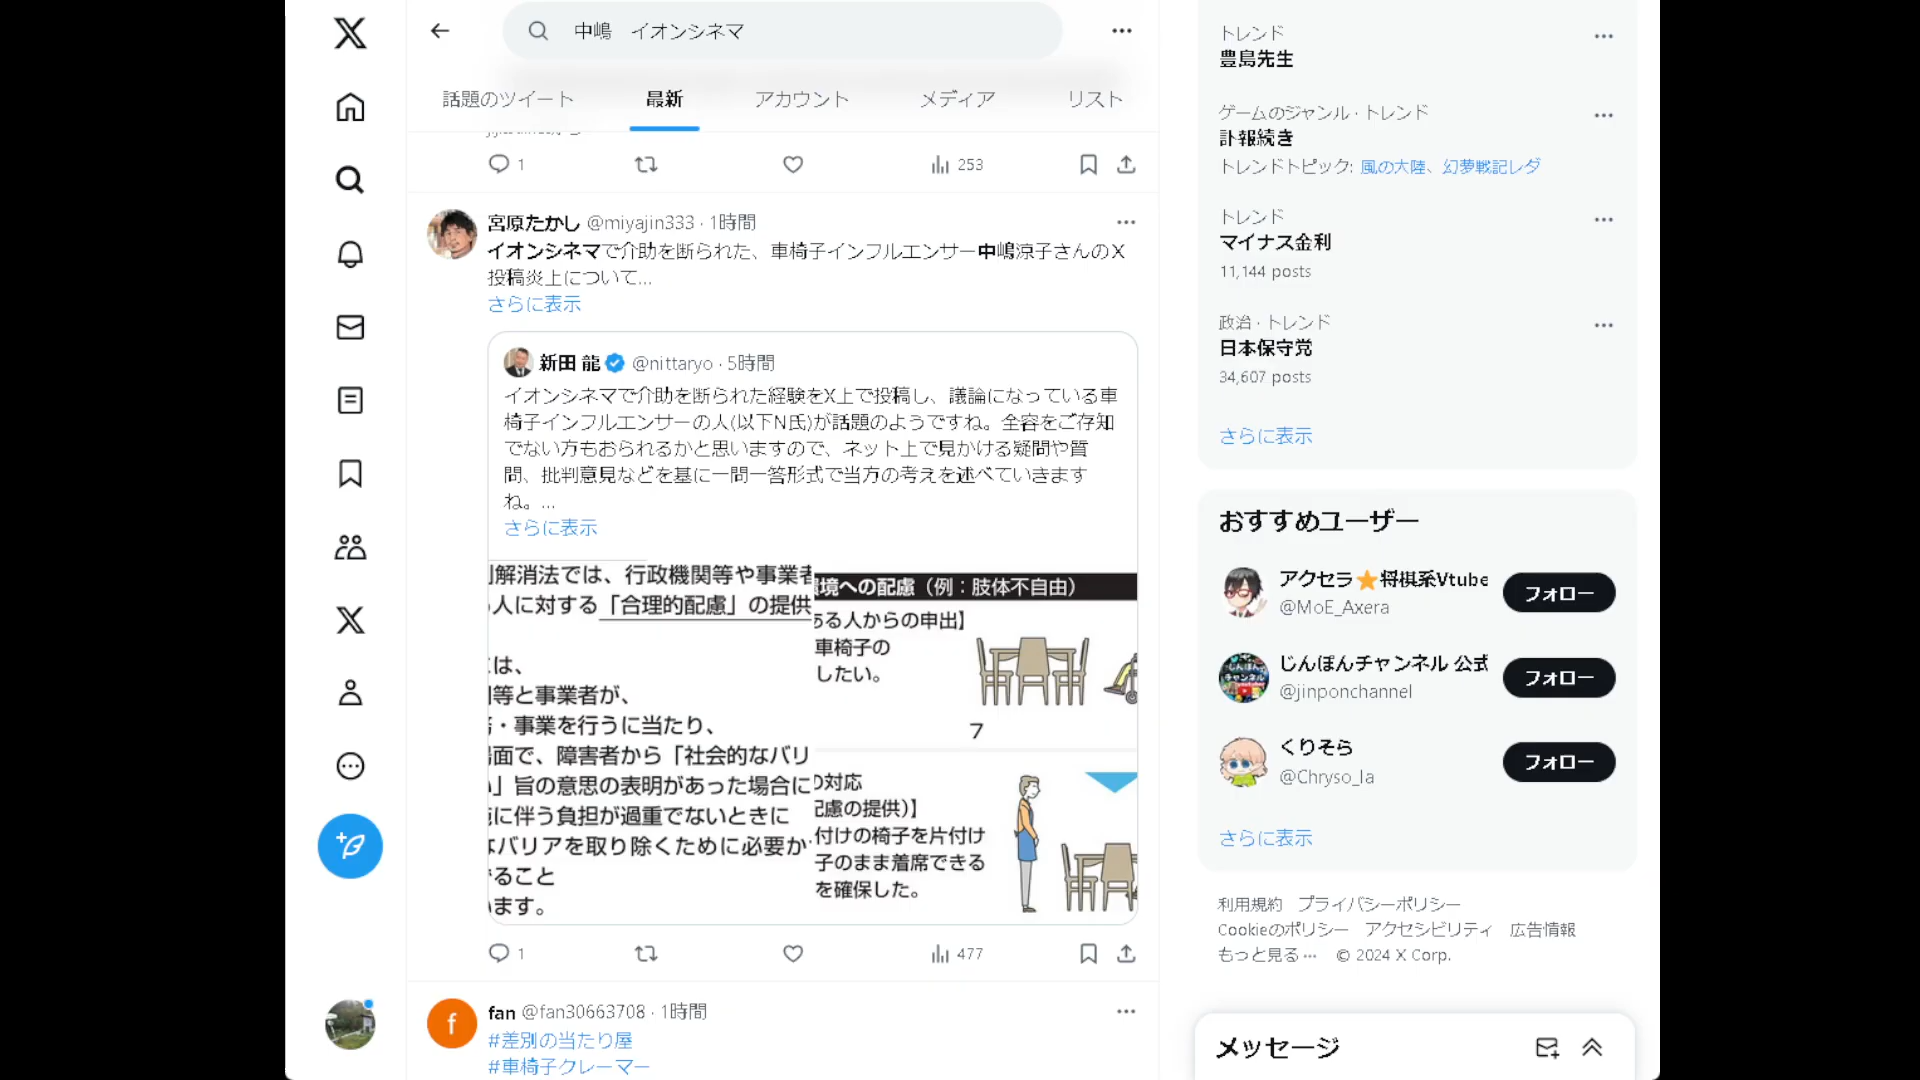 中嶋　イオンシネマ
話題のツイート
最新
アカウント
メディア
リスト
1
253
宮原たかし @miyajin333 · 1時間
イオンシネマで介助を断られた、車椅子インフルエンサー中嶋涼子さんのX
投稿炎上について...
さらに表示
新田 龍 @nittaryo · 5時間
イオンシネマで介助を断られた経験をX上で投稿し、議論になっている車
椅子インフルエンサーの人(以下N氏)が話題のようですね。全容をご存知
でない方もおられるかと思いますので、ネット上で見かける疑問や質
問、批判意見などを基に一問一答形式で当方の考えを述べていきます
ね。...
さらに表示
解消法では、行政機関等や事業者
人に対する「合理的配慮」の提供
は、
等と事業者が、
・事業を行うに当たり、
面で、障害者から「社会的なバリ
」旨の意思の表明があった場合に
に伴う負担が過重でないときに
バリアを取り除くために必要か
ること
ます。
境への配慮（例：肢体不自由）
ある人からの申出】
車椅子の
したい。
7
の対応
配慮の提供)】
付けの椅子を片付け
子のまま着席できる
を確保した。
1
477
fan @fan30663708 · 1時間
#差別の当たり屋
#車椅子クレーマー
トレンド
豊島先生
ゲームのジャンル · トレンド
訃報続き
トレンドトピック: 風の大陸、幻夢戦記レダ
トレンド
マイナス金利
11,144 posts
政治 · トレンド
日本保守党
34,607 posts
さらに表示
おすすめユーザー
アクセラ⭐将棋系Vtube
@MoE_Axera
フォロー
じんぽんチャンネル 公式
@jinponchannel
フォロー
くりそら
@Chryso_la
フォロー
さらに表示
利用規約　プライバシーポリシー
Cookieのポリシー　アクセシビリティ　広告情報
もっと見る ···　© 2024 X Corp.
メッセージ